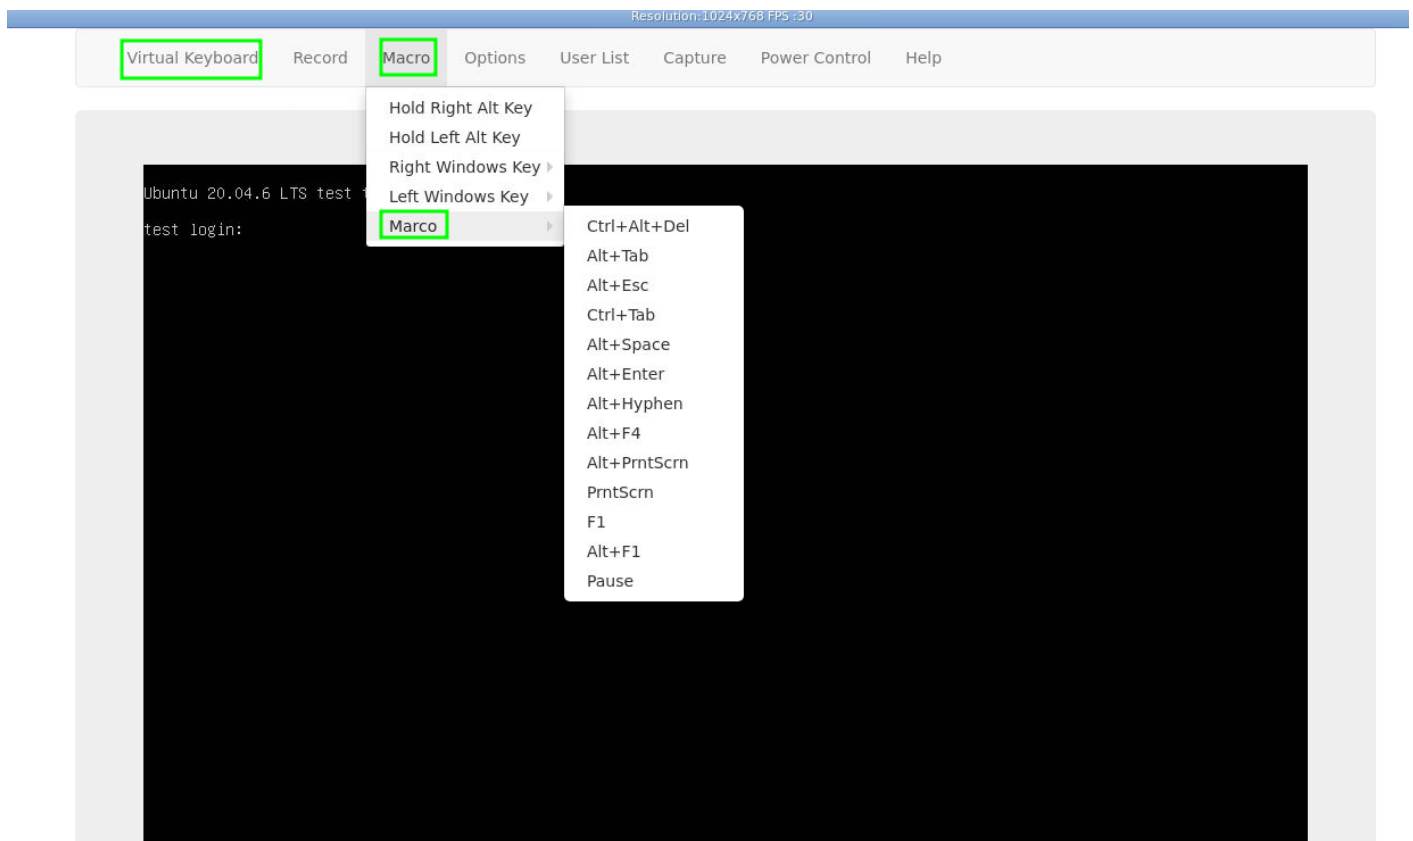 Resolution:1024x768 FPS :30
Virtual Keyboard Record Macro Options User List Capture Power Control Help
Hold Right Alt Key
Hold Left Alt Key
Right Windows Key
Left Windows Key
Marco
Ubuntu 20.04.6 LTS test
test login:
Ctrl+Alt+Del
Alt+Tab
Alt+Esc
Ctrl+Tab
Alt+Space
Alt+Enter
Alt+Hyphen
Alt+F4
Alt+PrntScrn
PrntScrn
F1
Alt+F1
Pause